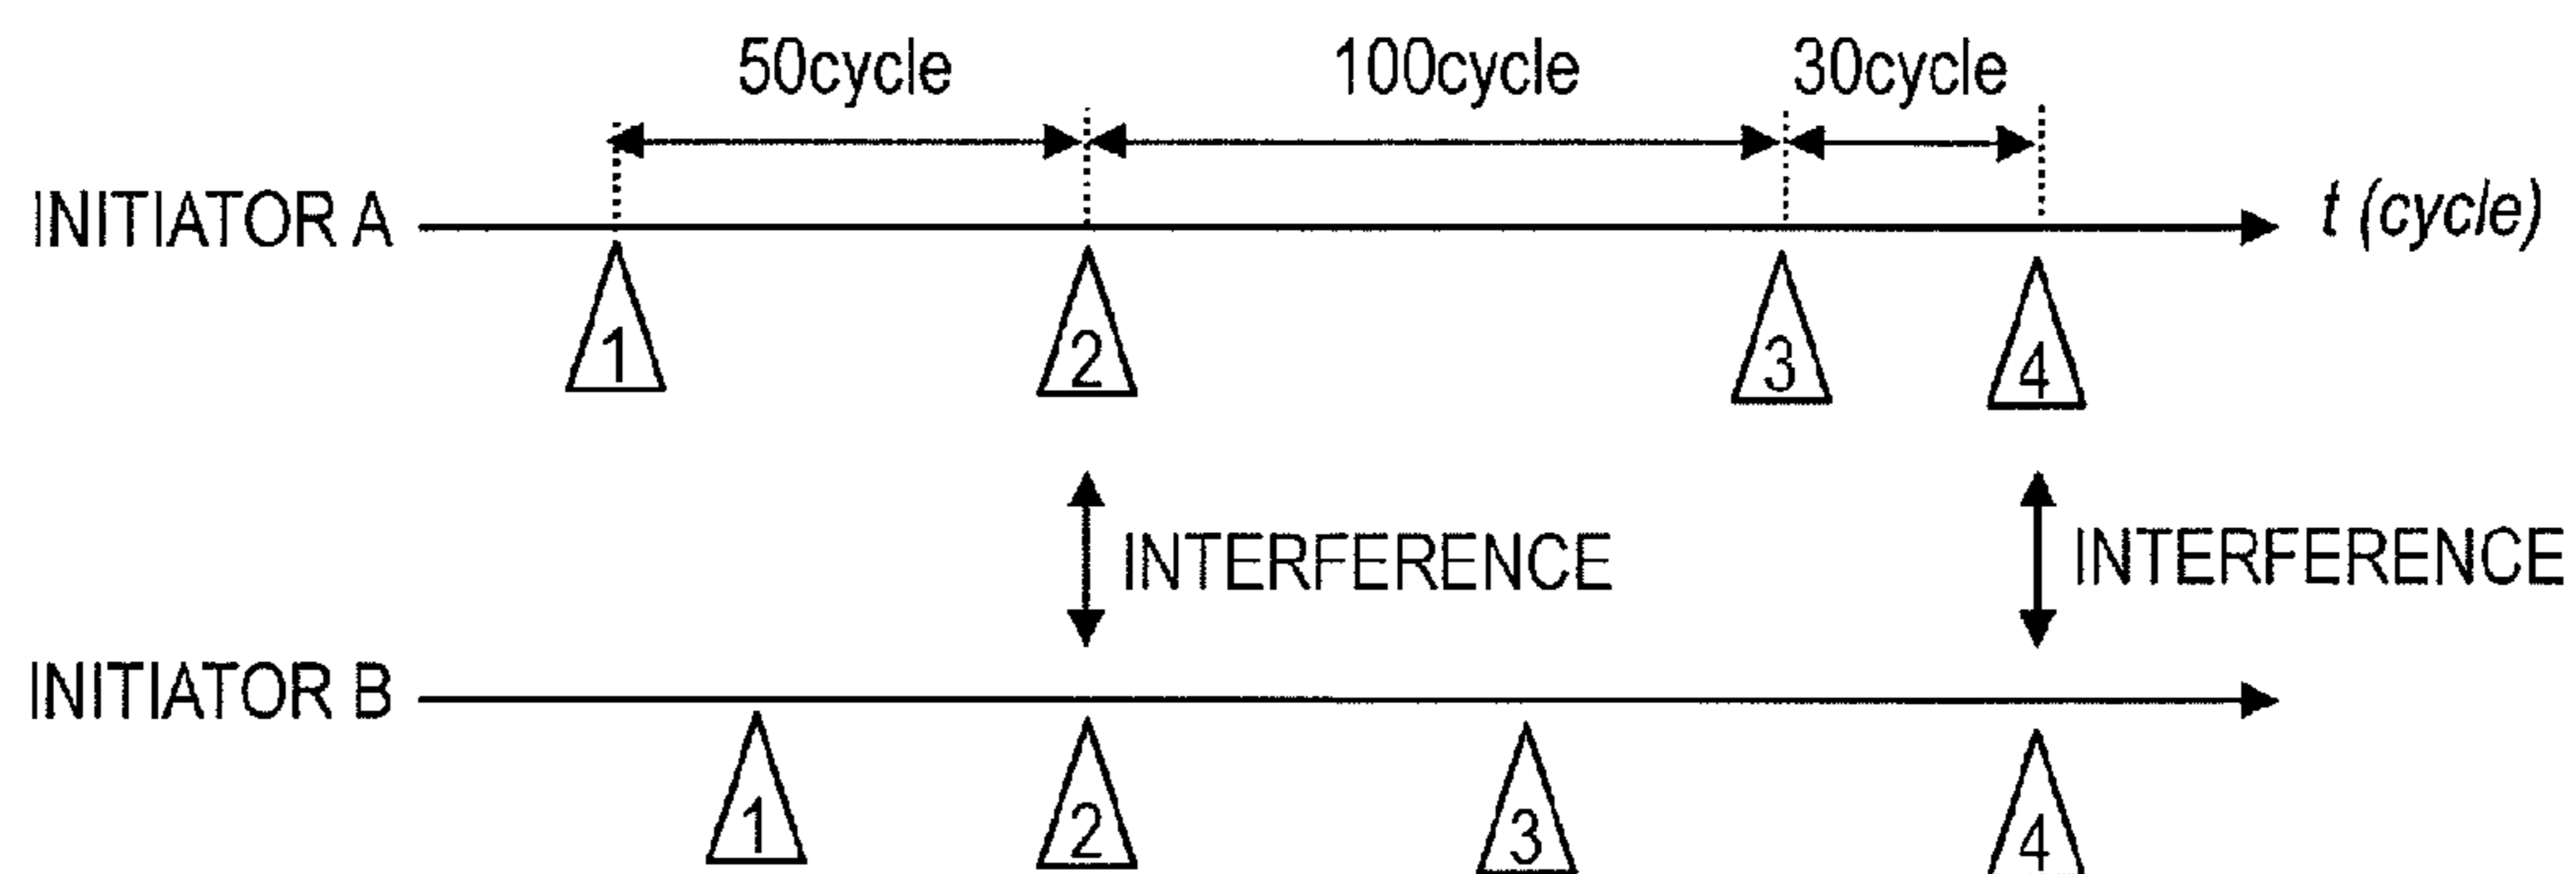 50cycle 100cycle 30cycle
INITIATOR A t (cycle)
1 2 3 4
INTERFERENCE INTERFERENCE
INITIATOR B
1 2 3 4